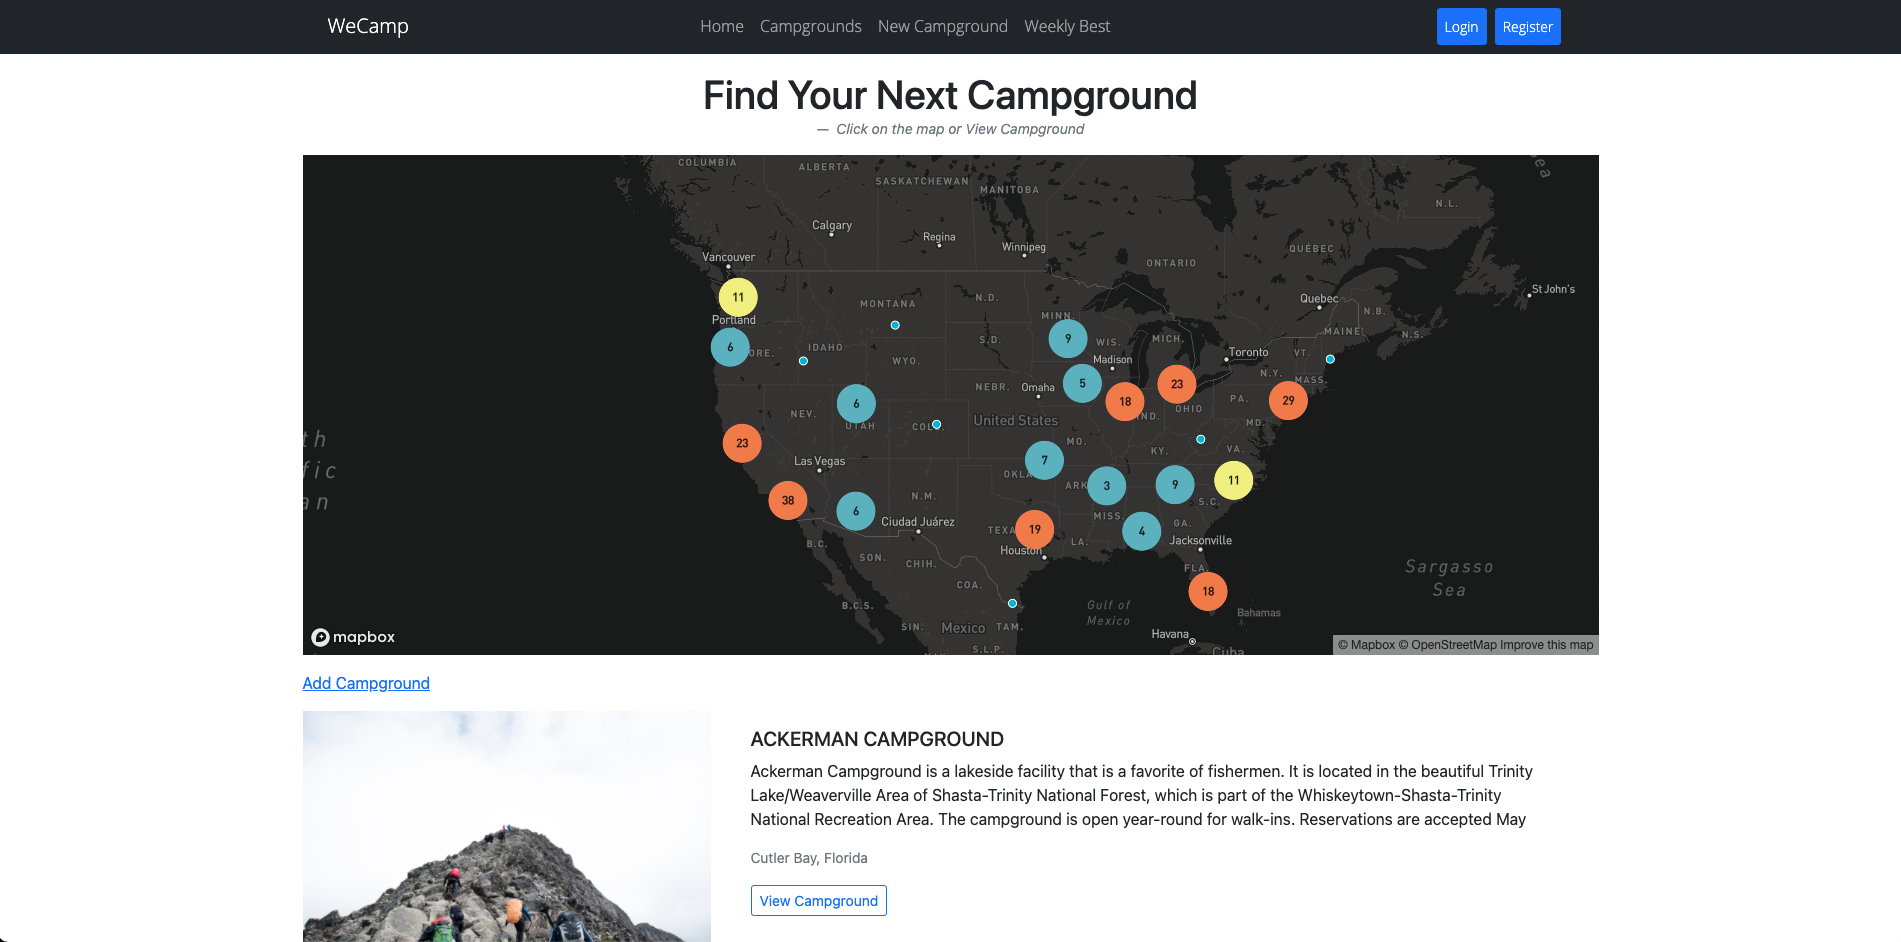 WeCamp
Home Campgrounds New Campground Weekly Best
Login Register
Find Your Next Campground
— Click on the map or View Campground
COLUMBIA
ALBERTA
SASKATCHEWAN
MANITOBA
Sea
N.L.
Calgary
Regina
Winnipeg
QUÉBEC
ONTARIO
Vancouver
St John's
Quebec
11
MONTANA
N.D.
MINN.
N.B.
Portland
MAINE
N.S.
6
ORE.
IDAHO
WYO.
S.D.
9
WIS.
MICH.
Madison
Toronto
VT.
N.Y.
MASS.
NEBR.
Omaha
5
18
23
29
IND.
OHIO
PA.
MD.
6
NEV.
UTAH
COL
United States
th
fic
an
23
Las Vegas
MO.
KY.
VA.
7
OKLA
ARK
3
9
11
S.C.
38
6
N.M.
Ciudad Juárez
TEXA
19
MISS.
LA.
4
GA.
Houston
Jacksonville
B.C.
SON.
CHIH.
COA.
FLA.
18
Sargasso
Sea
B.C.S.
Gulf of
Mexico
Bahamas
SIN.
Mexico
TAM.
Havana
S.L.P.
Cuba
mapbox
© Mapbox © OpenStreetMap Improve this map
Add Campground
ACKERMAN CAMPGROUND
Ackerman Campground is a lakeside facility that is a favorite of fishermen. It is located in the beautiful Trinity
Lake/Weaverville Area of Shasta-Trinity National Forest, which is part of the Whiskeytown-Shasta-Trinity
National Recreation Area. The campground is open year-round for walk-ins. Reservations are accepted May
Cutler Bay, Florida
View Campground